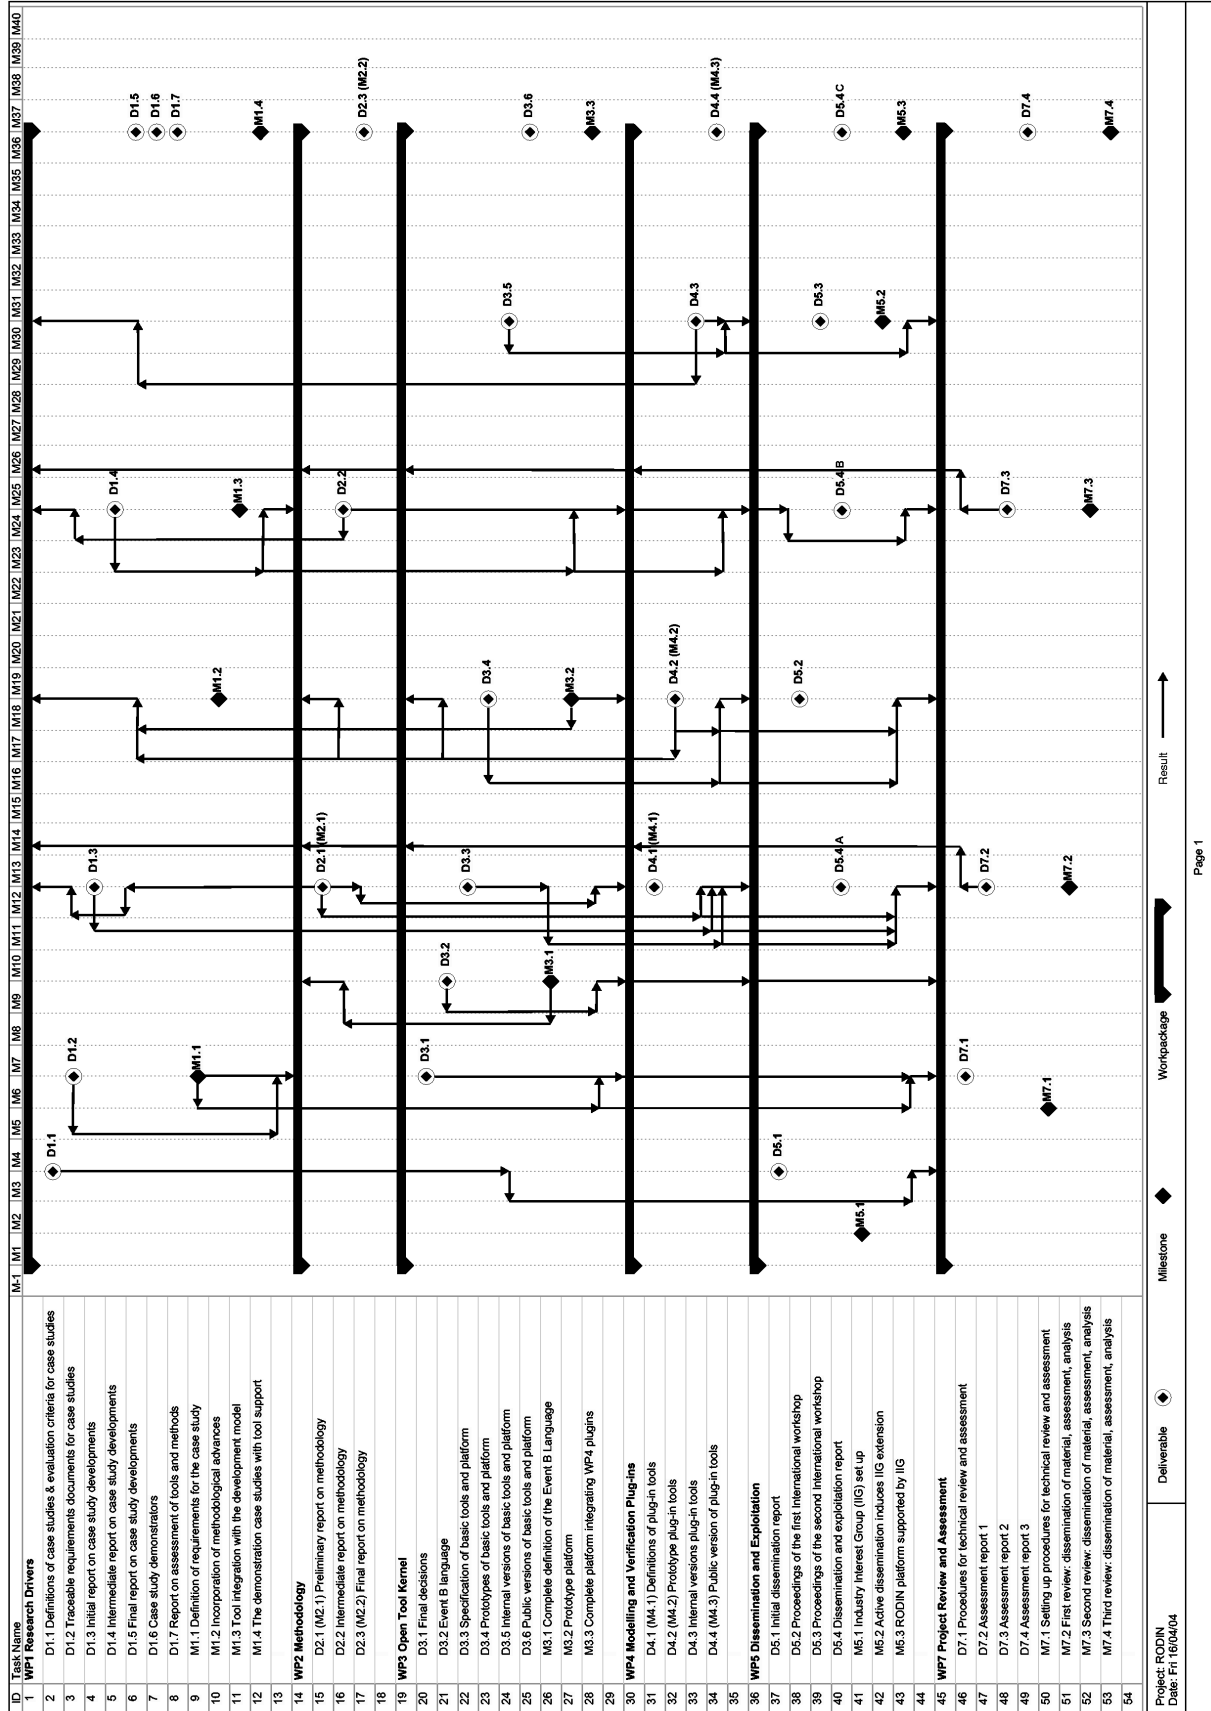 ID Task Name M-1 M1 M2 M3 M4 M5 M6 M7 M8 M9 M10 M11 M12 M13 M14 M15 M16 M17 M18 M19 M20 M21 M22 M23 M24 M25 M26 M27 M28 M29 M30 M31 M32 M33 M34 M35 M36 M37 M38 M39 M40
1 WP1 Research Drivers
2 D1.1 Definitions of case studies & evaluation criteria for case studies D1.1
3 D1.2 Traceable requirements documents for case studies D1.2
4 D1.3 Initial report on case study developments D1.3
5 D1.4 Intermediate report on case study developments D1.4
6 D1.5 Final report on case study developments D1.5
7 D1.6 Case study demonstrators D1.6
8 D1.7 Report on assessment of tools and methods D1.7
9 M1.1 Definition of requirements for the case study M1.1
10 M1.2 Incorporation of methodological advances M1.2
11 M1.3 Tool integration with the development model M1.3
12 M1.4 The demonstration case studies with tool support M1.4
13
14 WP2 Methodology
15 D2.1 (M2.1) Preliminary report on methodology D2.1 (M2.1)
16 D2.2 Intermediate report on methodology D2.2
17 D2.3 (M2.2) Final report on methodology D2.3 (M2.2)
18
19 WP3 Open Tool Kernel
20 D3.1 Final decisions D3.1
21 D3.2 Event B language D3.2
22 D3.3 Specification of basic tools and platform D3.3
23 D3.4 Prototypes of basic tools and platform D3.4
24 D3.5 Internal versions of basic tools and platform D3.5
25 D3.6 Public versions of basic tools and platform D3.6
26 M3.1 Complete definition of the Event B Language M3.1
27 M3.2 Prototype platform M3.2
28 M3.3 Complete platform integrating WP4 plugins M3.3
29
30 WP4 Modelling and Verification Plug-ins
31 D4.1 (M4.1) Definitions of plug-in tools D4.1 (M4.1)
32 D4.2 (M4.2) Prototype plug-in tools D4.2 (M4.2)
33 D4.3 Internal versions plug-in tools D4.3
34 D4.4 (M4.3) Public version of plug-in tools D4.4 (M4.3)
35
36 WP5 Dissemination and Exploitation
37 D5.1 Initial dissemination report D5.1
38 D5.2 Proceedings of the first International workshop D5.2
39 D5.3 Proceedings of the second International workshop D5.3
40 D5.4 Dissemination and exploitation report D5.4 A D5.4 B D5.4 C
41 M5.1 Industry Interest Group (IIG) set up M5.1
42 M5.2 Active dissemination induces IIG extension M5.2
43 M5.3 RODIN platform supported by IIG M5.3
44
45 WP7 Project Review and Assessment
46 D7.1 Procedures for technical review and assessment D7.1
47 D7.2 Assessment report 1 D7.2
48 D7.3 Assessment report 2 D7.3
49 D7.4 Assessment report 3 D7.4
50 M7.1 Setting up procedures for technical review and assessment M7.1
51 M7.2 First review: dissemination of material, assessment, analysis M7.2
52 M7.3 Second review: dissemination of material, assessment, analysis M7.3
53 M7.4 Third review: dissemination of material, assessment, analysis M7.4
54
Project: RODIN
Date: Fri 16/04/04
Deliverable Milestone Workpackage Result
Page 1